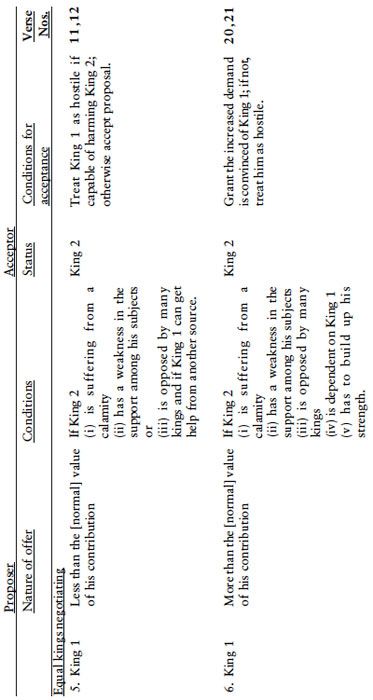 Proposer Acceptor
Nature of offer Conditions Status Conditions for acceptance Verse Nos.
Equal kings negotiating
5. King 1 Less than the [normal] value
of his contribution
If King 2
(i) is suffering from a
calamity
(ii) has a weakness in the
support among his subjects
or
(iii) is opposed by many
kings and if King 1 can get
help from another source.
King 2
Treat King 1 as hostile if
capable of harming King 2;
otherwise accept proposal.
11,12
6. King 1 More than the [normal] value
of his contribution
If King 2
(i) is suffering from a
calamity
(ii) has a weakness in the
support among his subjects
(iii) is opposed by many
kings
(iv) is dependent on King 1
(v) has to build up his
strength.
King 2
Grant the increased demand
is convinced of King 1; if not,
treat him as hostile.
20,21